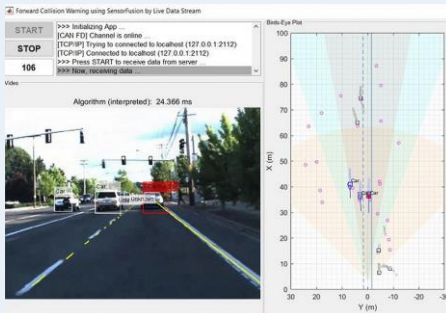 Forward Collision Warning using SensorFusion by Live Data Stream
START
STOP
106
>>> Initializing App ...
[CAN FD] Channel is online ...
[TCP/IP] Trying to connected to localhost (127.0.0.1:2112)
[TCP/IP] Connected to localhost (127.0.0.1:2112)
>>> Press START to receive data from server ...
>>> Now, receiving data ...
Video
Algorithm (interpreted): 24.366 ms
Car
Car
Birds-Eye Plot
100
90
80
70
60
50
40
30
20
10
0
X (m)
Car
Car
30
20
10
0
-10
-20
-30
Y (m)